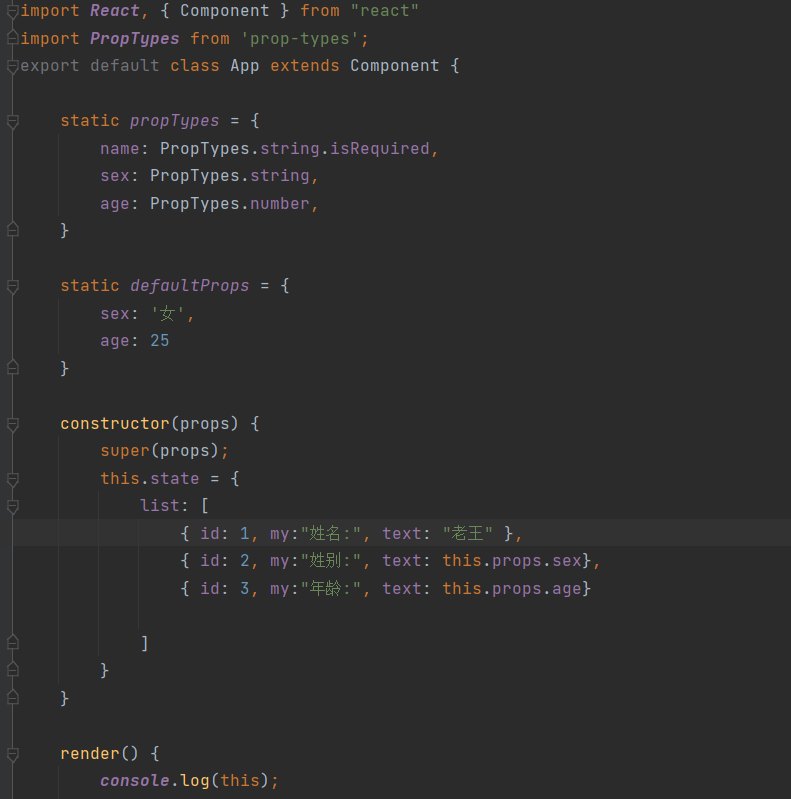 import React, { Component } from "react"
import PropTypes from 'prop-types';
export default class App extends Component {
static propTypes = {
name: PropTypes.string.isRequired,
sex: PropTypes.string,
age: PropTypes.number,
}
static defaultProps = {
sex: '女',
age: 25
}
constructor(props) {
super(props);
this.state = {
list: [
{ id: 1, my:"姓名:", text: "老王" },
{ id: 2, my:"姓别:", text: this.props.sex},
{ id: 3, my:"年龄:", text: this.props.age}
]
}
}
render() {
console.log(this);